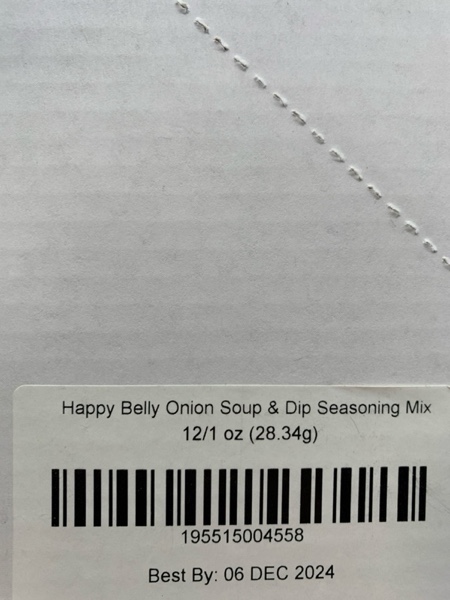 Happy Belly Onion Soup & Dip Seasoning Mix
12/1 oz (28.34g)
195515004558
Best By: 06 DEC 2024